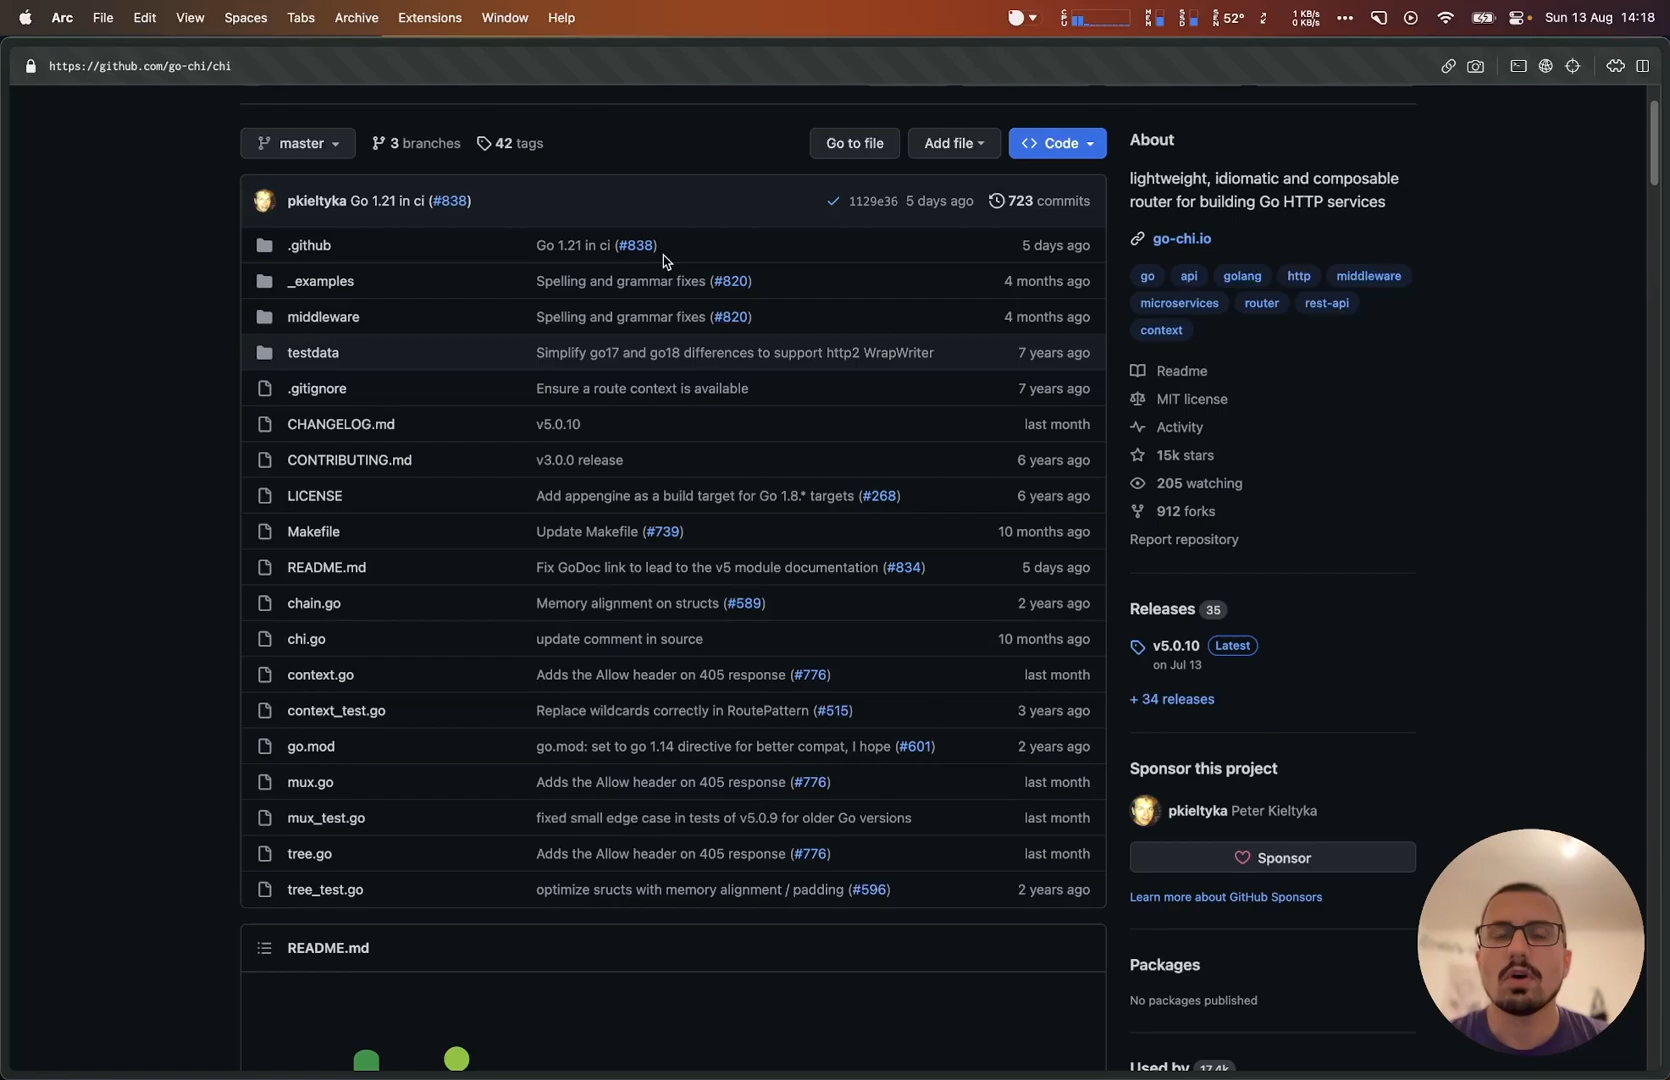 Arc File Edit View Spaces Tabs Archive Extensions Window Help 52° 1 KB/s 0 KB/s Sun 13 Aug 14:18
https://github.com/go-chi/chi
master 3 branches 42 tags Go to file Add file Code
pkieltyka Go 1.21 in ci (#838) 1129e36 5 days ago 723 commits
.github Go 1.21 in ci (#838) 5 days ago
_examples Spelling and grammar fixes (#820) 4 months ago
middleware Spelling and grammar fixes (#820) 4 months ago
testdata Simplify go17 and go18 differences to support http2 WrapWriter 7 years ago
.gitignore Ensure a route context is available 7 years ago
CHANGELOG.md v5.0.10 last month
CONTRIBUTING.md v3.0.0 release 6 years ago
LICENSE Add appengine as a build target for Go 1.8.* targets (#268) 6 years ago
Makefile Update Makefile (#739) 10 months ago
README.md Fix GoDoc link to lead to the v5 module documentation (#834) 5 days ago
chain.go Memory alignment on structs (#589) 2 years ago
chi.go update comment in source 10 months ago
context.go Adds the Allow header on 405 response (#776) last month
context_test.go Replace wildcards correctly in RoutePattern (#515) 3 years ago
go.mod go.mod: set to go 1.14 directive for better compat, I hope (#601) 2 years ago
mux.go Adds the Allow header on 405 response (#776) last month
mux_test.go fixed small edge case in tests of v5.0.9 for older Go versions last month
tree.go Adds the Allow header on 405 response (#776) last month
tree_test.go optimize sructs with memory alignment / padding (#596) 2 years ago
README.md
About
lightweight, idiomatic and composable
router for building Go HTTP services
go-chi.io
go api golang http middleware
microservices router rest-api
context
Readme
MIT license
Activity
15k stars
205 watching
912 forks
Report repository
Releases 35
v5.0.10 Latest
on Jul 13
+ 34 releases
Sponsor this project
pkieltyka Peter Kieltyka
Sponsor
Learn more about GitHub Sponsors
Packages
No packages published
Used by 17.4k